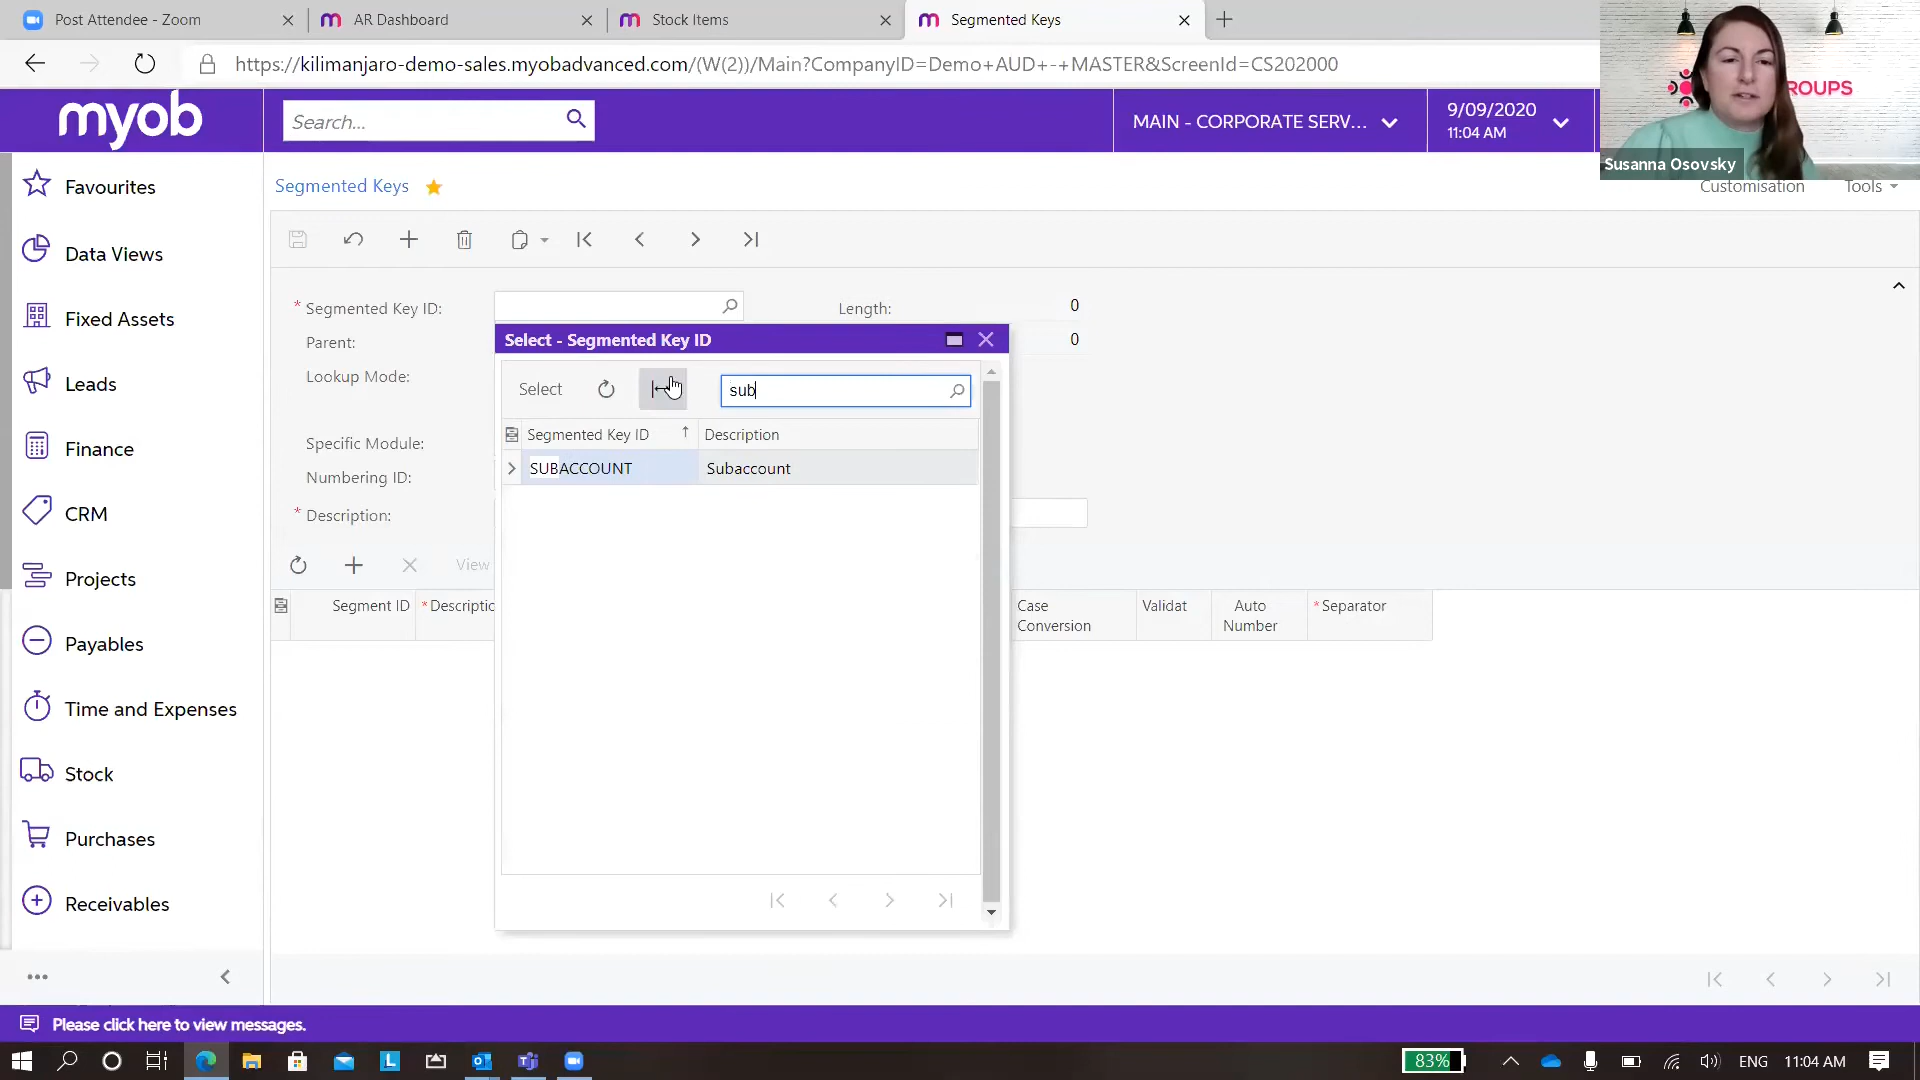 Post Attendee - Zoom
AR Dashboard
Stock Items
Segmented Keys
https://kilimanjaro-demo-sales.myobadvanced.com/(W(2))/Main?CompanyID=Demo+AUD+-+MASTER&ScreenId=CS202000
ROUPS
myob
Search...
MAIN - CORPORATE SERV...
9/09/2020
11:04 AM
Susanna Osovsky
Favourites
Segmented Keys
Customisation
Tools
Data Views
Fixed Assets
Leads
Finance
CRM
Projects
Payables
Time and Expenses
Stock
Purchases
Receivables
* Segmented Key ID:
Length:
0
Parent:
0
Lookup Mode:
Specific Module:
Numbering ID:
* Description:
Select - Segmented Key ID
Select
sub
Segmented Key ID
Description
SUBACCOUNT
Subaccount
View
Segment ID
* Descriptio
Case Conversion
Validat
Auto Number
* Separator
Please click here to view messages.
L
83%
ENG
11:04 AM